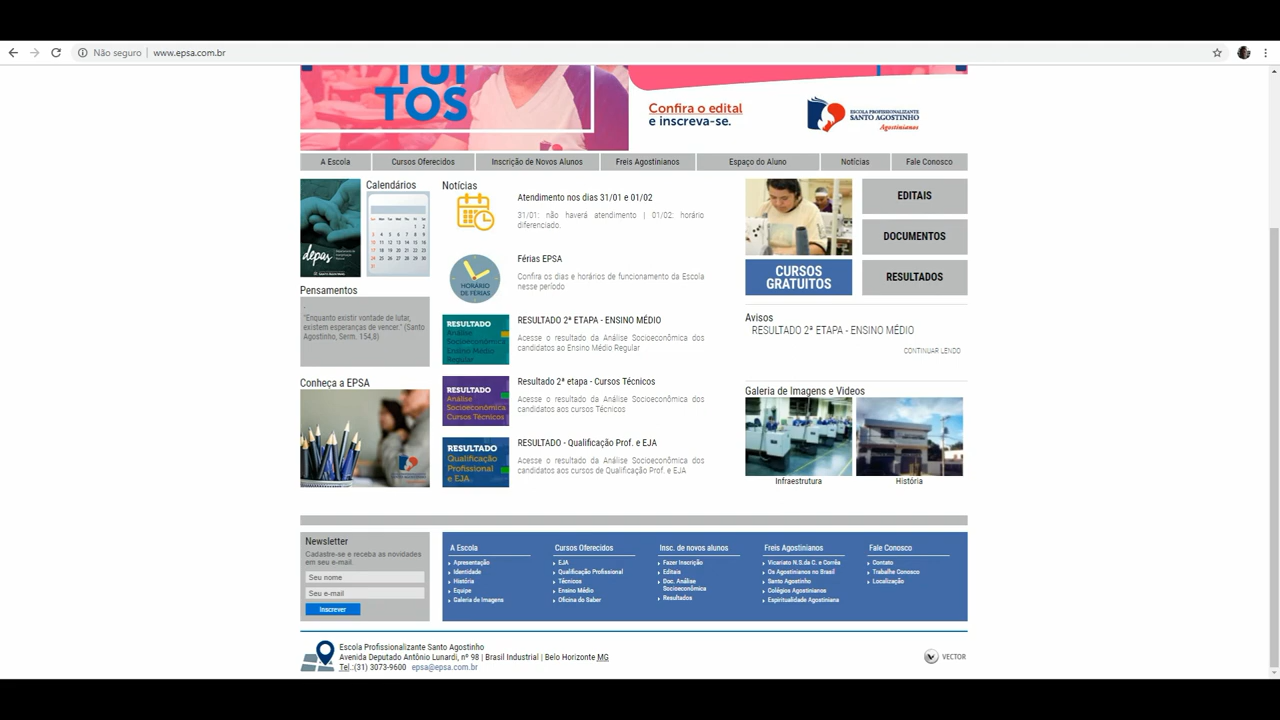 Não seguro
www.epsa.com.br
TUI
TOS
Confira o edital
e inscreva-se.
ESCOLA PROFISSIONALIZANTE
SANTO AGOSTINHO
Agostinianos
A Escola
Cursos Oferecidos
Inscrição de Novos Alunos
Freis Agostinianos
Espaço do Aluno
Notícias
Fale Conosco
depas
Calendários
Pensamentos
"Enquanto existir vontade de lutar,
existem esperanças de vencer." (Santo
Agostinho, Serm. 154,8)
Conheça a EPSA
Notícias
Atendimento nos dias 31/01 e 01/02
31/01: não haverá atendimento | 01/02: horário
diferenciado.
HORÁRIO
DE FÉRIAS
Férias EPSA
Confira os dias e horários de funcionamento da Escola
nesse período
RESULTADO
Análise
Socioeconômica
Ensino Médio
Regular
RESULTADO 2ª ETAPA - ENSINO MÉDIO
Acesse o resultado da Análise Socioeconômica dos
candidatos ao Ensino Médio Regular
RESULTADO
Análise
Socioeconômica
Cursos Técnicos
Resultado 2ª etapa - Cursos Técnicos
Acesse o resultado da Análise Socioeconômica dos
candidatos aos cursos Técnicos
RESULTADO
Qualificação
Profissional
e EJA
RESULTADO - Qualificação Prof. e EJA
Acesse o resultado da Análise Socioeconômica dos
candidatos aos cursos de Qualificação Prof. e EJA
CURSOS
GRATUITOS
EDITAIS
DOCUMENTOS
RESULTADOS
Avisos
RESULTADO 2ª ETAPA - ENSINO MÉDIO
CONTINUAR LENDO
Galeria de Imagens e Videos
Infraestrutura
História
Newsletter
Cadastre-se e receba as novidades
em seu e-mail
Seu nome
Seu e-mail
Inscrever
A Escola
Apresentação
Identidade
História
Equipe
Galeria de Imagens
Cursos Oferecidos
EJA
Qualificação Profissional
Técnicos
Ensino Médio
Oficina do Saber
Insc. de novos alunos
Fazer Inscrição
Editais
Doc. Análise
Socioeconômica
Resultados
Freis Agostinianos
Vicariato N.S.da C. e Corréa
Os Agostinianos no Brasil
Santo Agostinho
Colégios Agostinianos
Espiritualidade Agostiniana
Fale Conosco
Contato
Trabalhe Conosco
Localização
Escola Profissionalizante Santo Agostinho
Avenida Deputado Antônio Lunardi, nº 98 | Brasil Industrial | Belo Horizonte MG
Tel.:(31) 3073-9600 epsa@epsa.com.br
VECTOR